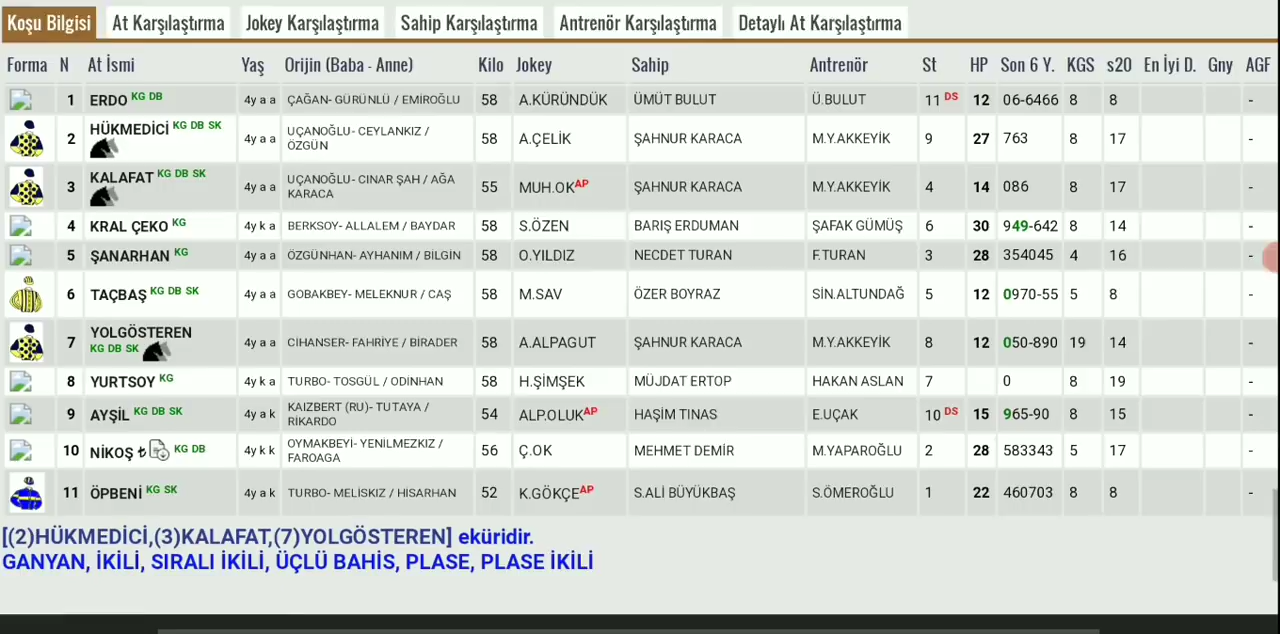 Koşu Bilgisi At Karşılaştırma Jokey Karşılaştırma Sahip Karşılaştırma Antrenör Karşılaştırma Detaylı At Karşılaştırma
Forma N At İsmi Yaş Orijin (Baba - Anne) Kilo Jokey Sahip Antrenör St HP Son 6 Y. KGS s20 En İyi D. Gny AGF
1 ERDO KG DB 4y a a ÇAĞAN- GÜRÜNLÜ / EMİROĞLU 58 A.KÜRÜNDÜK ÜMÜT BULUT Ü.BULUT 11 DS 12 06-6466 8 8 -
2 HÜKMEDİCİ KG DB SK 4y a a UÇANOĞLU- CEYLANKIZ / ÖZGÜN 58 A.ÇELİK ŞAHNUR KARACA M.Y.AKKEYİK 9 27 763 8 17 -
3 KALAFAT KG DB SK 4y a a UÇANOĞLU- CINAR ŞAH / AĞA KARACA 55 MUH.OK AP ŞAHNUR KARACA M.Y.AKKEYİK 4 14 086 8 17 -
4 KRAL ÇEKO KG 4y k a BERKSOY- ALLALEM / BAYDAR 58 S.ÖZEN BARIŞ ERDUMAN ŞAFAK GÜMÜŞ 6 30 949-642 8 14 -
5 ŞANARHAN KG 4y a a ÖZGÜNHAN- AYHANIM / BİLGİN 58 O.YILDIZ NECDET TURAN F.TURAN 3 28 354045 4 16 -
6 TAÇBAŞ KG DB SK 4y a a GOBAKBEY- MELEKNUR / CAŞ 58 M.SAV ÖZER BOYRAZ SİN.ALTUNDAĞ 5 12 0970-55 5 8 -
7 YOLGÖSTEREN KG DB SK 4y a a CIHANSER- FAHRİYE / BIRADER 58 A.ALPAGUT ŞAHNUR KARACA M.Y.AKKEYİK 8 12 050-890 19 14 -
8 YURTSOY KG 4y k a TURBO- TOSGÜL / ODİNHAN 58 H.ŞİMŞEK MÜJDAT ERTOP HAKAN ASLAN 7 0 8 19 -
9 AYŞİL KG DB SK 4y a k KAIZBERT (RU)- TUTAYA / RİKARDO 54 ALP.OLUK AP HAŞİM TINAS E.UÇAK 10 DS 15 965-90 8 15 -
10 NİKOŞ ₺ KG DB 4y k k OYMAKBEYİ- YENİLMEZKIZ / FAROAGA 56 Ç.OK MEHMET DEMİR M.YAPAROĞLU 2 28 583343 5 17 -
11 ÖPBENİ KG SK 4y a k TURBO- MELİSKIZ / HİSARHAN 52 K.GÖKÇE AP S.ALİ BÜYÜKBAŞ S.ÖMEROĞLU 1 22 460703 8 8 -
[(2)HÜKMEDİCİ,(3)KALAFAT,(7)YOLGÖSTEREN] eküridir.
GANYAN, İKİLİ, SIRALI İKİLİ, ÜÇLÜ BAHİS, PLASE, PLASE İKİLİ